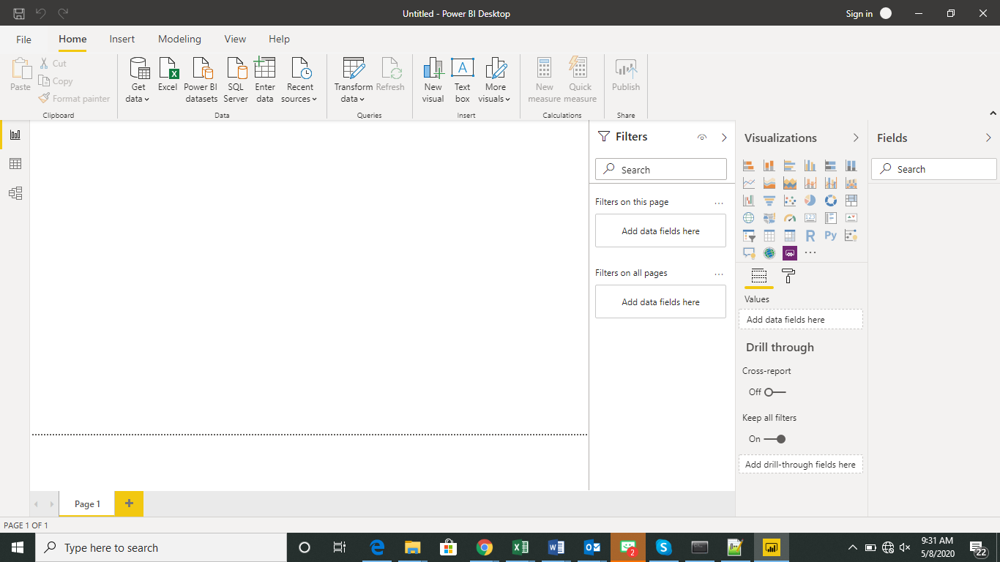 Untitled - Power BI Desktop
Sign in
File Home Insert Modeling View Help
Paste
Cut
Copy
Format painter
Clipboard
Get data
Excel
Power BI datasets
SQL Server
Enter data
Recent sources
Data
Transform data
Refresh
Queries
New visual
Text box
More visuals
Insert
New measure
Quick measure
Calculations
Publish
Share
Filters
Search
Filters on this page
Add data fields here
Filters on all pages
Add data fields here
Visualizations
123
R
Py
Values
Add data fields here
Drill through
Cross-report
Off
Keep all filters
On
Add drill-through fields here
Fields
Search
Page 1
PAGE 1 OF 1
Type here to search
2
9:31 AM
5/8/2020
22